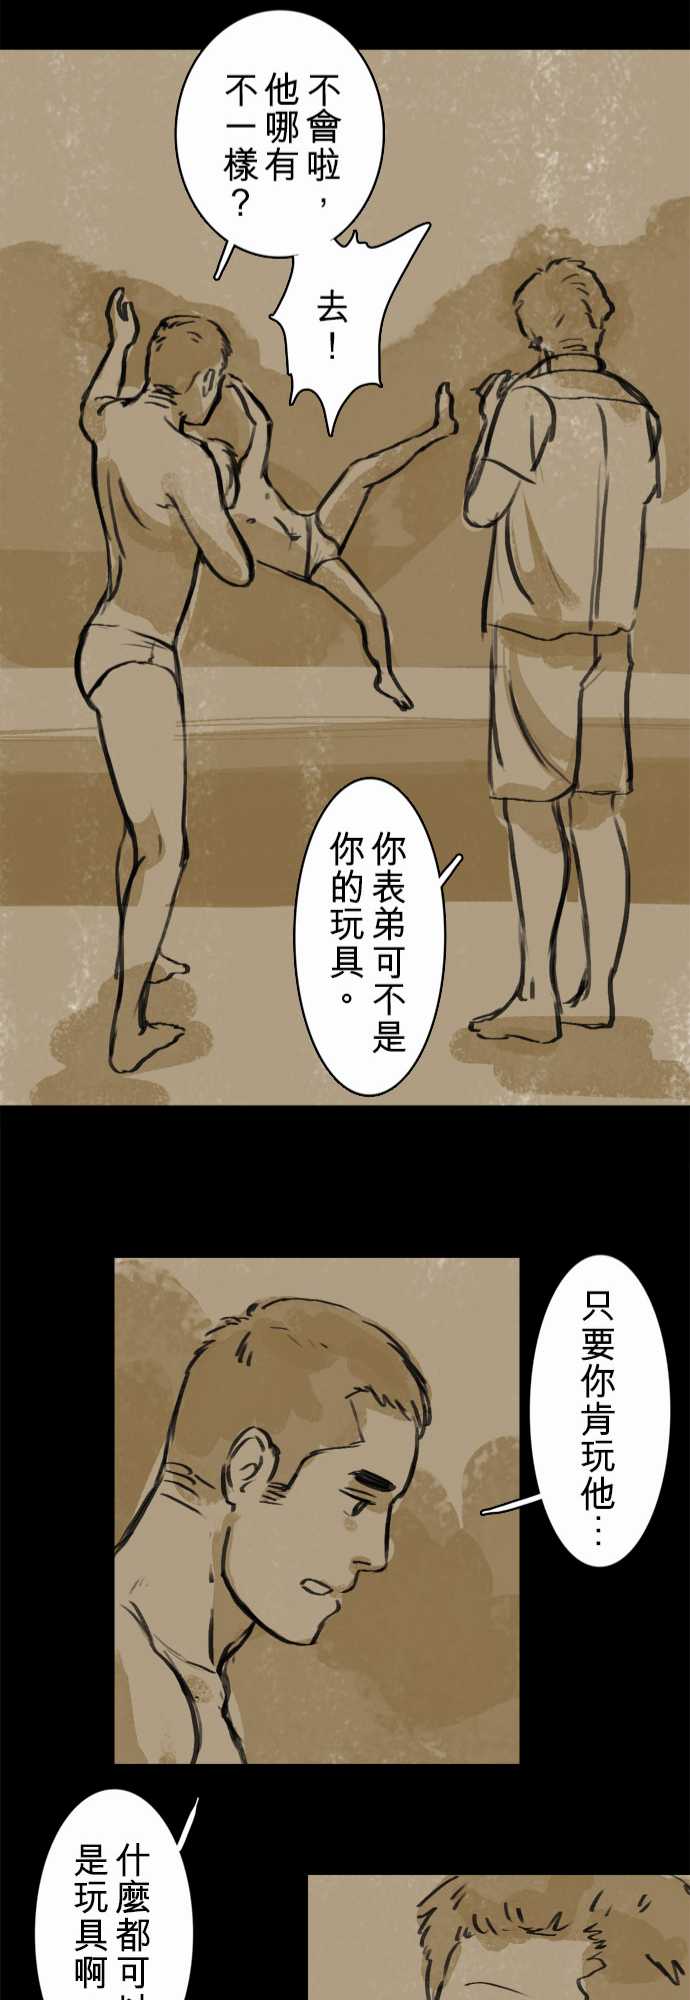 不會啦，
他哪有
不一樣？
去！
你表弟可不是
你的玩具。
只要你肯玩他…
什麼都可以
是玩具啊